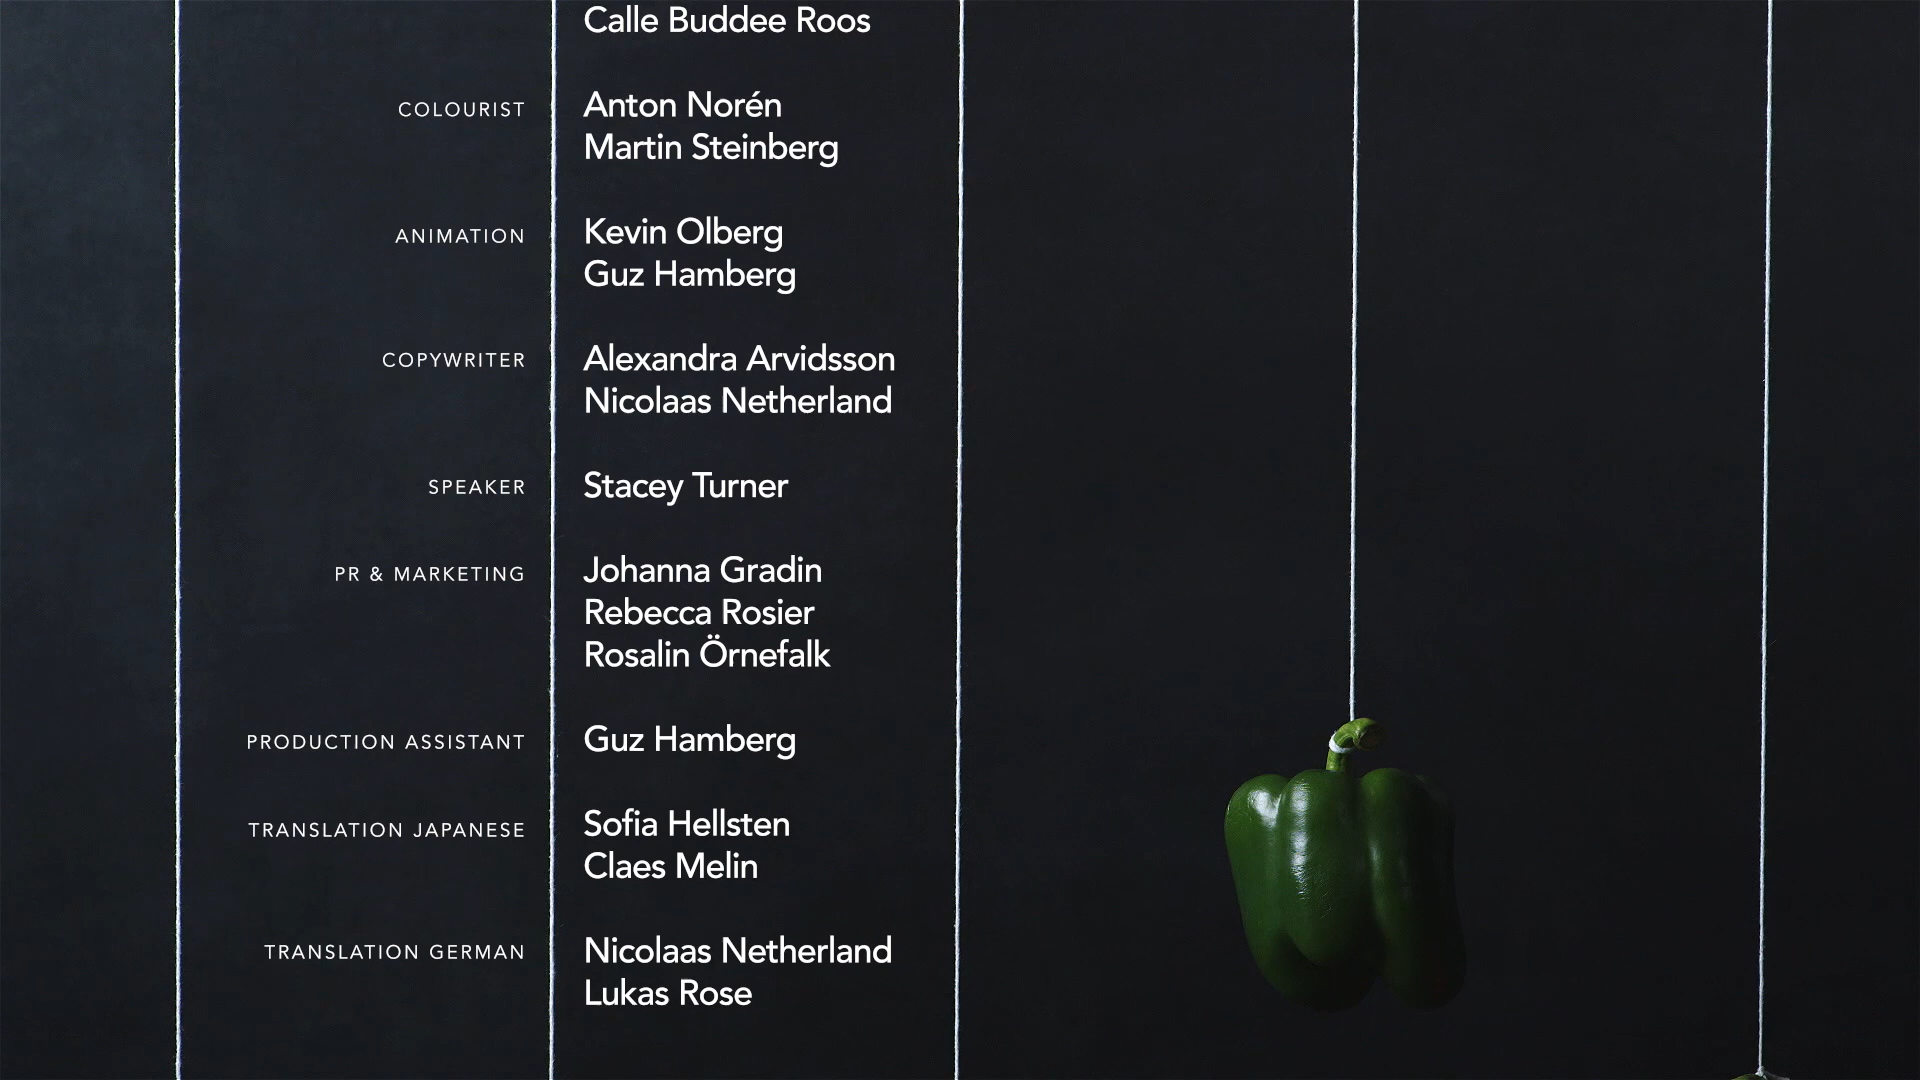 Calle Buddee Roos
COLOURIST Anton Norén
Martin Steinberg
ANIMATION Kevin Olberg
Guz Hamberg
COPYWRITER Alexandra Arvidsson
Nicolaas Netherland
SPEAKER Stacey Turner
PR & MARKETING Johanna Gradin
Rebecca Rosier
Rosalin Örnefalk
PRODUCTION ASSISTANT Guz Hamberg
TRANSLATION JAPANESE Sofia Hellsten
Claes Melin
TRANSLATION GERMAN Nicolaas Netherland
Lukas Rose